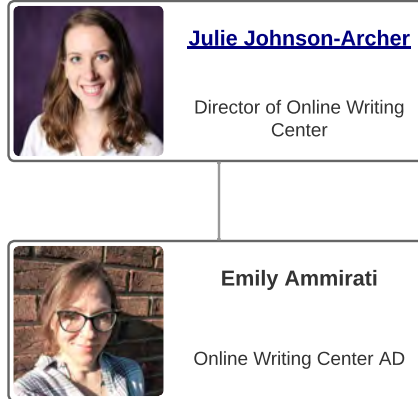 Julie Johnson-Archer
Director of Online Writing
Center
Emily Ammirati
Online Writing Center AD